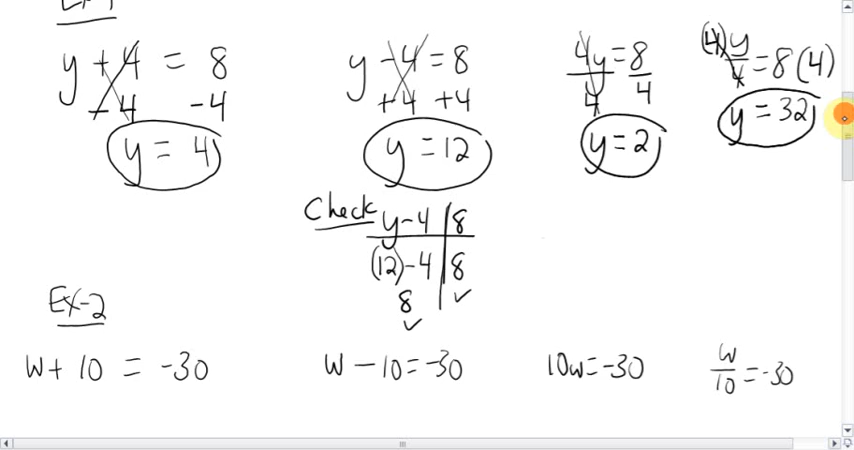 y + 4 = 8
- 4 -4
y = 4
y - 4 = 8
+4 +4
y = 12
4y = 8
4 4
y = 2
(4) y/4 = 8 (4)
y = 32
Check
y - 4 | 8
(12) - 4 | 8
8 ✓ ✓
Ex-2
w + 10 = -30
w - 10 = -30
10w = -30
w/10 = -30